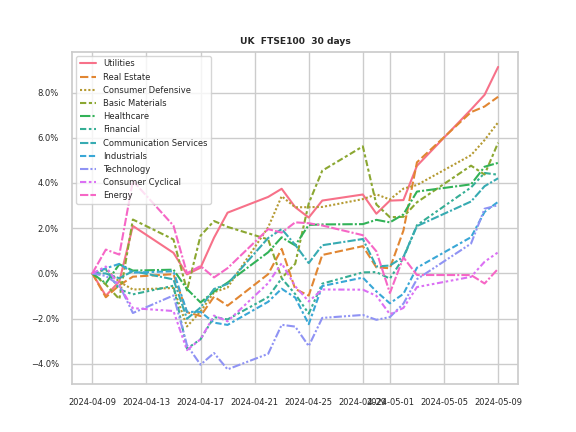 UK FTSE100 30 days
Utilities
Real Estate
Consumer Defensive
Basic Materials
Healthcare
Financial
Communication Services
Industrials
Technology
Consumer Cyclical
Energy
8.0%
6.0%
4.0%
2.0%
0.0%
−2.0%
−4.0%
2024-04-09 2024-04-13 2024-04-17 2024-04-21 2024-04-25 2024-04-29 2024-05-01 2024-05-05 2024-05-09